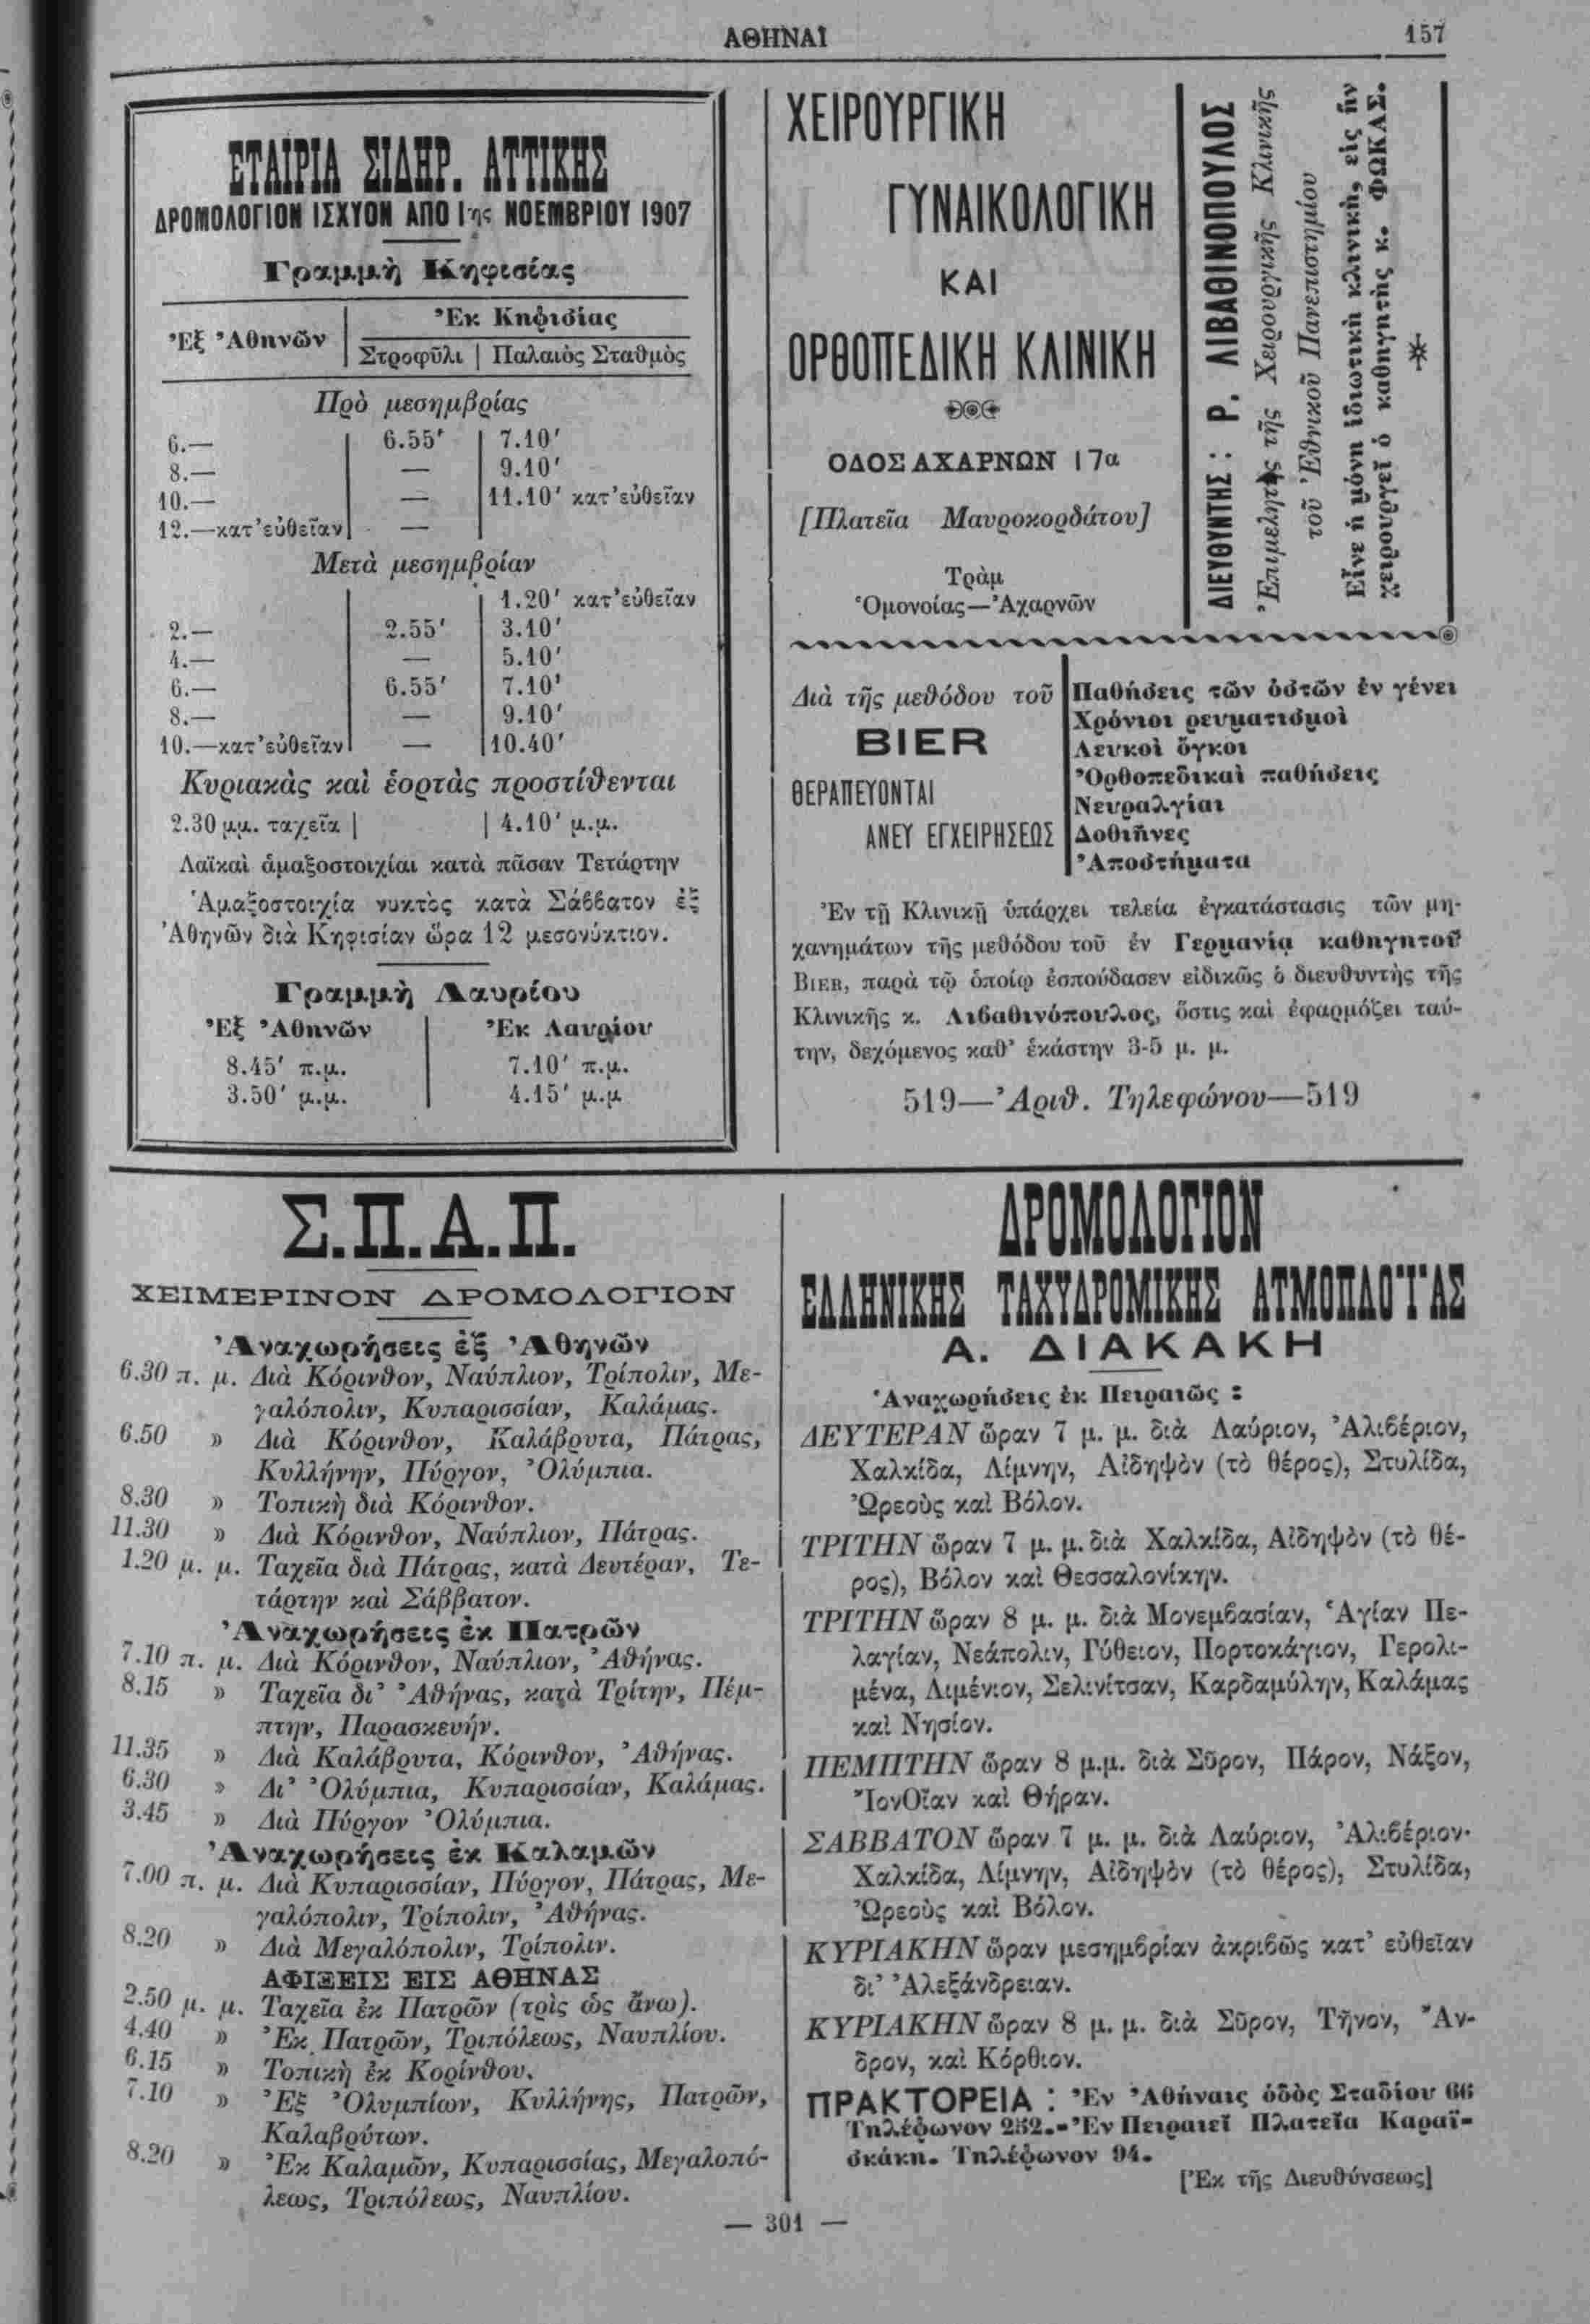 ΑΘΗΝΑΙ
157
ΕΤΑΙΡΙΑ ΣΙΔΗΡ. ΑΤΤΙΚΗΣ
ΔΡΟΜΟΛΟΓΙΟΝ ΙΣΧΥΟΝ ΑΠΟ 1ης ΝΟΕΜΒΡΙΟΥ 1907
Γραμμὴ Κηφισίας
Ἐξ Ἀθηνῶν
Ἐκ Κηφισίας
Στροφῦλι | Παλαιὸς Σταθμὸς
Πρὸ μεσημβρίας
6.— 6.55′ 7.10′
8.— — 9.10′
10.— — 11.10′ κατ’εὐθεῖαν
12.—κατ’εὐθεῖαν —
Μετὰ μεσημβρίαν
1.20′ κατ’εὐθεῖαν
2.— 2.55′ 3.10′
4.— — 5.10′
6.— 6.55′ 7.10′
8.— — 9.10′
10.—κατ’εὐθεῖαν — 10.40′
Κυριακὰς καὶ ἑορτὰς προστίθενται
2.30 μμ. ταχεῖα | | 4.10′ μ.μ.
Λαϊκαὶ ἁμαξοστοιχίαι κατὰ πᾶσαν Τετάρτην
Ἁμαξοστοιχία νυκτὸς κατὰ Σάββατον ἐξ
Ἀθηνῶν διὰ Κηφισίαν ὥρα 12 μεσονύκτιον.
Γραμμὴ Λαυρίου
Ἐξ Ἀθηνῶν Ἐκ Λαυρίου
8.45′ π.μ. 7.10′ π.μ.
3.50′ μ.μ. 4.15′ μ.μ
ΧΕΙΡΟΥΡΓΙΚΗ
ΓΥΝΑΙΚΟΛΟΓΙΚΗ
ΚΑΙ
ΟΡΘΟΠΕΔΙΚΗ ΚΛΙΝΙΚΗ
ΟΔΟΣ ΑΧΑΡΝΩΝ 17α
[Πλατεῖα Μαυροκορδάτου]
Τρὰμ
Ὁμονοίας—Ἀχαρνῶν
ΔΙΕΥΘΥΝΤΗΣ : Ρ. ΛΙΒΑΘΙΝΟΠΟΥΛΟΣ
Ἐπιμελητὴς τῆς Χειρουργικῆς Κλινικῆς
τοῦ Ἐθνικοῦ Πανεπιστημίου
Εἶνε ἡ μόνη ἰδιωτικὴ κλινικὴ, εἰς ἣν
χειρουργεῖ ὁ καθηγητὴς κ. ΦΩΚΑΣ.
Διὰ τῆς μεθόδου τοῦ
BIER
ΘΕΡΑΠΕΥΟΝΤΑΙ
ΑΝΕΥ ΕΓΧΕΙΡΗΣΕΩΣ
Παθήσεις τῶν ὀστῶν ἐν γένει
Χρόνιοι ρευματισμοὶ
Λευκοὶ ὄγκοι
Ὀρθοπεδικαὶ παθήσεις
Νευραλγίαι
Δοθιῆνες
Ἀποστήματα
Ἐν τῇ Κλινικῇ ὑπάρχει τελεία ἐγκατάστασις τῶν μη-
χανημάτων τῆς μεθόδου τοῦ ἐν Γερμανίᾳ καθηγητοῦ
BIER, παρὰ τῷ ὁποίῳ ἐσπούδασεν εἰδικῶς ὁ διευθυντὴς τῆς
Κλινικῆς κ. Λιβαθινόπουλος, ὅστις καὶ ἐφαρμόζει ταύ-
την, δεχόμενος καθ’ ἑκάστην 3-5 μ. μ.
519—Ἀριθ. Τηλεφώνου—519
Σ.Π.Α.Π.
ΧΕΙΜΕΡΙΝΟΝ ΔΡΟΜΟΛΟΓΙΟΝ
Ἀναχωρήσεις ἐξ Ἀθηνῶν
6.30 π. μ. Διὰ Κόρινθον, Ναύπλιον, Τρίπολιν, Με-
γαλόπολιν, Κυπαρισσίαν, Καλάμας.
6.50 » Διὰ Κόρινθον, Καλάβρυτα, Πάτρας,
Κυλλήνην, Πύργον, Ὀλύμπια.
8.30 » Τοπικὴ διὰ Κόρινθον.
11.30 » Διὰ Κόρινθον, Ναύπλιον, Πάτρας.
1.20 μ. μ. Ταχεῖα διὰ Πάτρας, κατὰ Δευτέραν, Τε-
τάρτην καὶ Σάββατον.
Ἀναχωρήσεις ἐκ Πατρῶν
7.10 π. μ. Διὰ Κόρινθον, Ναύπλιον, Ἀθήνας.
8.15 » Ταχεῖα δι’ Ἀθήνας, κατὰ Τρίτην, Πέμ-
πτην, Παρασκευήν.
11.35 » Διὰ Καλάβρυτα, Κόρινθον, Ἀθήνας.
6.30 » Δι’ Ὀλύμπια, Κυπαρισσίαν, Καλάμας.
3.45 » Διὰ Πύργον Ὀλύμπια.
Ἀναχωρήσεις ἐκ Καλαμῶν
7.00 π. μ. Διὰ Κυπαρισσίαν, Πύργον, Πάτρας, Με-
γαλόπολιν, Τρίπολιν, Ἀθήνας.
8.20 » Διὰ Μεγαλόπολιν, Τρίπολιν.
ΑΦΙΞΕΙΣ ΕΙΣ ΑΘΗΝΑΣ
2.50 μ. μ. Ταχεῖα ἐκ Πατρῶν (τρὶς ὡς ἄνω).
4.40 » Ἐκ Πατρῶν, Τριπόλεως, Ναυπλίου.
6.15 » Τοπικὴ ἐκ Κορίνθου.
7.10 » Ἐξ Ὀλυμπίων, Κυλλήνης, Πατρῶν,
Καλαβρύτων.
8.20 » Ἐκ Καλαμῶν, Κυπαρισσίας, Μεγαλοπό-
λεως, Τριπόλεως, Ναυπλίου.
ΔΡΟΜΟΛΟΓΙΟΝ
ΕΛΛΗΝΙΚΗΣ ΤΑΧΥΔΡΟΜΙΚΗΣ ΑΤΜΟΠΛΟΪΑΣ
Α. ΔΙΑΚΑΚΗ
Ἀναχωρήσεις ἐκ Πειραιῶς :
ΔΕΥΤΕΡΑΝ ὥραν 7 μ. μ. διὰ Λαύριον, Ἀλιβέριον,
Χαλκίδα, Λίμνην, Αἰδηψὸν (τὸ θέρος), Στυλίδα,
Ὠρεοὺς καὶ Βόλον.
ΤΡΙΤΗΝ ὥραν 7 μ. μ. διὰ Χαλκίδα, Αἰδηψὸν (τὸ θέ-
ρος), Βόλον καὶ Θεσσαλονίκην.
ΤΡΙΤΗΝ ὥραν 8 μ. μ. διὰ Μονεμβασίαν, Ἁγίαν Πε-
λαγίαν, Νεάπολιν, Γύθειον, Πορτοκάγιον, Γερολι-
μένα, Λιμένιον, Σελινίτσαν, Καρδαμύλην, Καλάμας
καὶ Νησίον.
ΠΕΜΠΤΗΝ ὥραν 8 μ.μ. διὰ Σῦρον, Πάρον, Νάξον,
Ἴον Οἴαν καὶ Θήραν.
ΣΑΒΒΑΤΟΝ ὥραν 7 μ. μ. διὰ Λαύριον, Ἀλιβέριον·
Χαλκίδα, Λίμνην, Αἰδηψὸν (τὸ θέρος), Στυλίδα,
Ὠρεοὺς καὶ Βόλον.
ΚΥΡΙΑΚΗΝ ὥραν μεσημβρίαν ἀκριβῶς κατ’ εὐθεῖαν
δι’ Ἀλεξάνδρειαν.
ΚΥΡΙΑΚΗΝ ὥραν 8 μ. μ. διὰ Σῦρον, Τῆνον, Ἄν-
δρον, καὶ Κόρθιον.
ΠΡΑΚΤΟΡΕΙΑ : Ἐν Ἀθήναις ὁδὸς Σταδίου 66
Τηλέφωνον 252.-Ἐν Πειραιεῖ Πλατεῖα Καραϊ-
σκάκη. Τηλέφωνον 94.
[Ἐκ τῆς Διευθύνσεως]
— 301 —